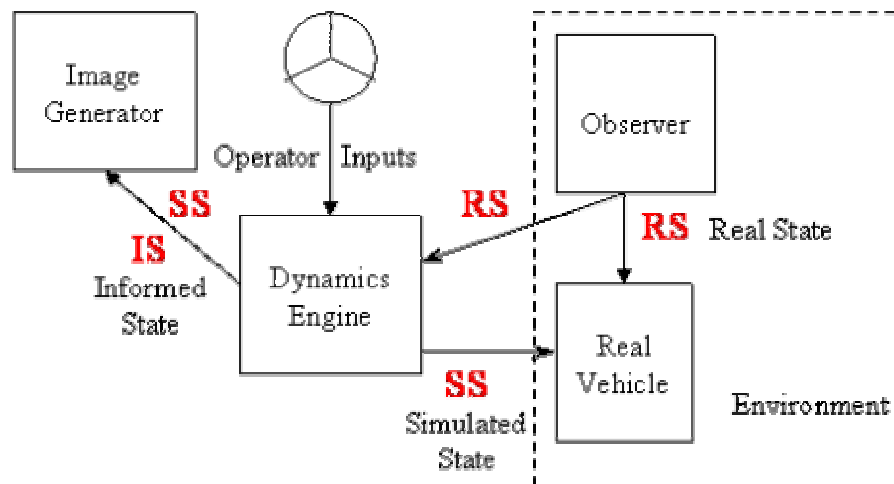 Image
Generator
Operator Inputs
Observer
SS
IS
Informed
State
RS
RS Real State
Dynamics
Engine
SS
Simulated
State
Real
Vehicle
Environment